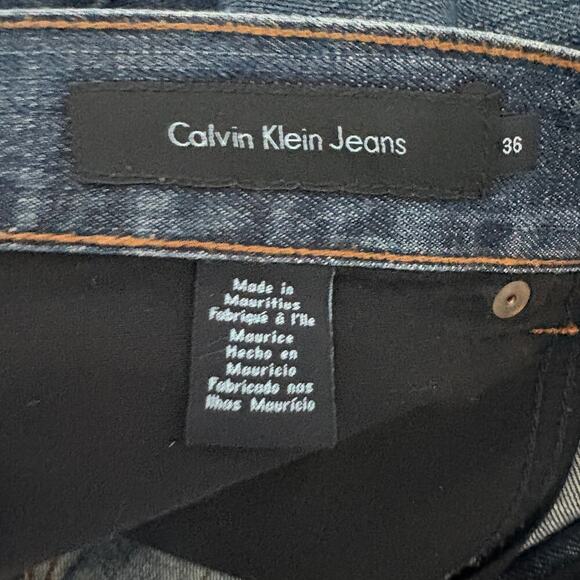 Calvin Klein Jeans
36
Made in
Mauritius
Fabriqué à l'Ile
Maurice
Hecho en
Mauricio
Fabricado nas
Ilhas Maurício